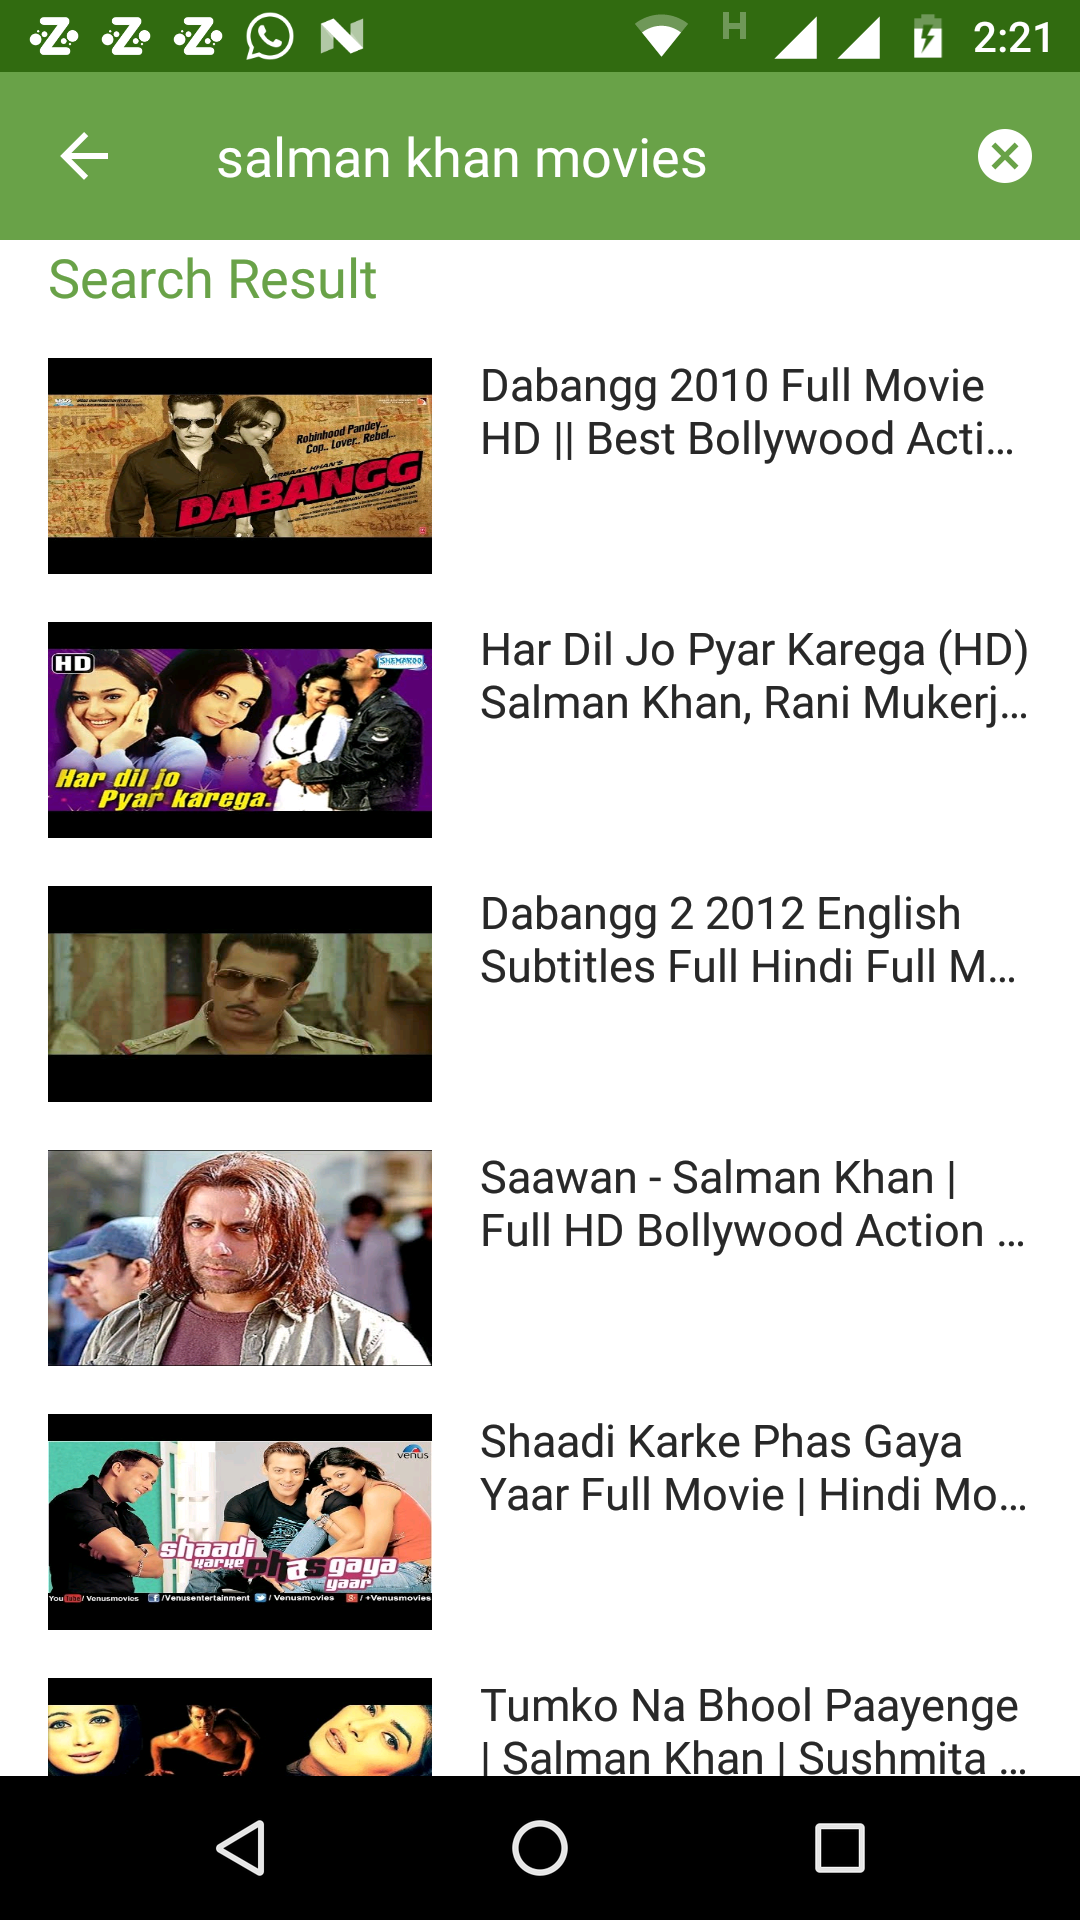 2:21
H
salman khan movies
Search Result
Robinhood Pandey...
Cop.. Lover.. Rebel...
ARBAAZ KHAN'S
DABANGG
Dabangg 2010 Full Movie
HD || Best Bollywood Acti...
HD
SHEMAROO
Har dil jo
Pyar karega.
Har Dil Jo Pyar Karega (HD)
Salman Khan, Rani Mukerj...
Dabangg 2 2012 English
Subtitles Full Hindi Full M...
Saawan - Salman Khan |
Full HD Bollywood Action ...
venus
shaadi
karke phas gaya
yaar
YouTube / Venusmovies f /Venusentertainment / Venusmovies / +Venusmovies
Shaadi Karke Phas Gaya
Yaar Full Movie | Hindi Mo...
Tumko Na Bhool Paayenge
| Salman Khan | Sushmita ...